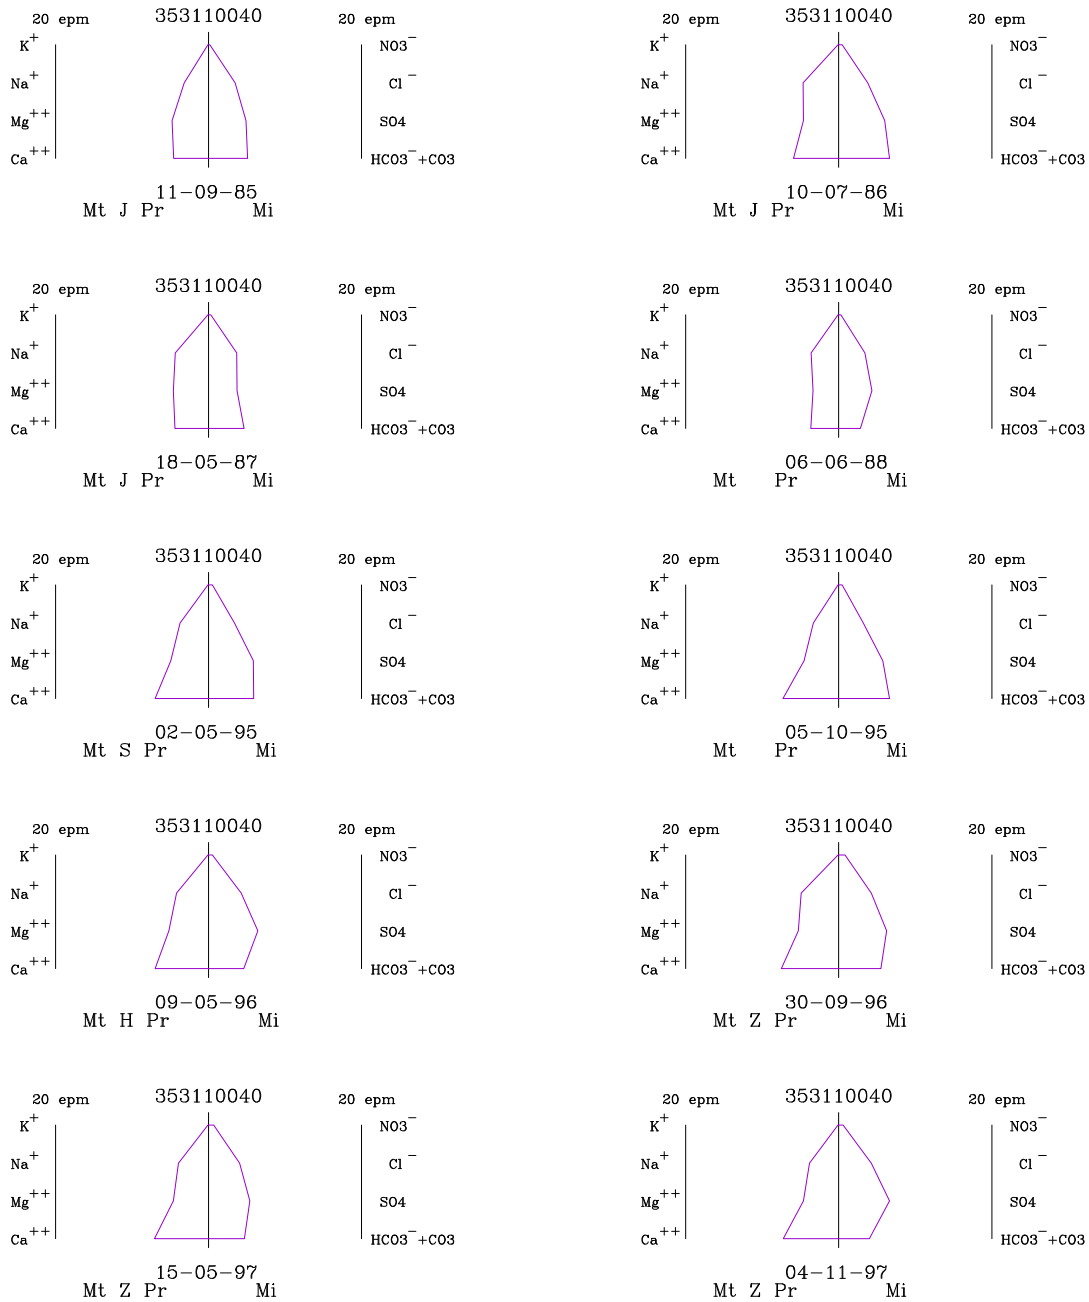 20 epm 353110040
K+ NO3−
Na+ Cl −
Mg++ SO4
Ca++ HCO3−+CO3
11−09−85
Mt J Pr Mi
20 epm 353110040 20 epm
K+ NO3−
Na+ Cl −
Mg++ SO4
Ca++ HCO3−+CO3
10−07−86
Mt J Pr Mi
20 epm 353110040 20 epm
K+ NO3−
Na+ Cl −
Mg++ SO4
Ca++ HCO3−+CO3
18−05−87
Mt J Pr Mi
20 epm 353110040 20 epm
K+ NO3−
Na+ Cl −
Mg++ SO4
Ca++ HCO3−+CO3
06−06−88
Mt Pr Mi
20 epm 353110040 20 epm
K+ NO3−
Na+ Cl −
Mg++ SO4
Ca++ HCO3−+CO3
02−05−95
Mt S Pr Mi
20 epm 353110040 20 epm
K+ NO3−
Na+ Cl −
Mg++ SO4
Ca++ HCO3−+CO3
05−10−95
Mt Pr Mi
20 epm 353110040 20 epm
K+ NO3−
Na+ Cl −
Mg++ SO4
Ca++ HCO3−+CO3
09−05−96
Mt H Pr Mi
20 epm 353110040 20 epm
K+ NO3−
Na+ Cl −
Mg++ SO4
Ca++ HCO3−+CO3
30−09−96
Mt Z Pr Mi
20 epm 353110040 20 epm
K+ NO3−
Na+ Cl −
Mg++ SO4
Ca++ HCO3−+CO3
15−05−97
Mt Z Pr Mi
20 epm 353110040 20 epm
K+ NO3−
Na+ Cl −
Mg++ SO4
Ca++ HCO3−+CO3
04−11−97
Mt Z Pr Mi